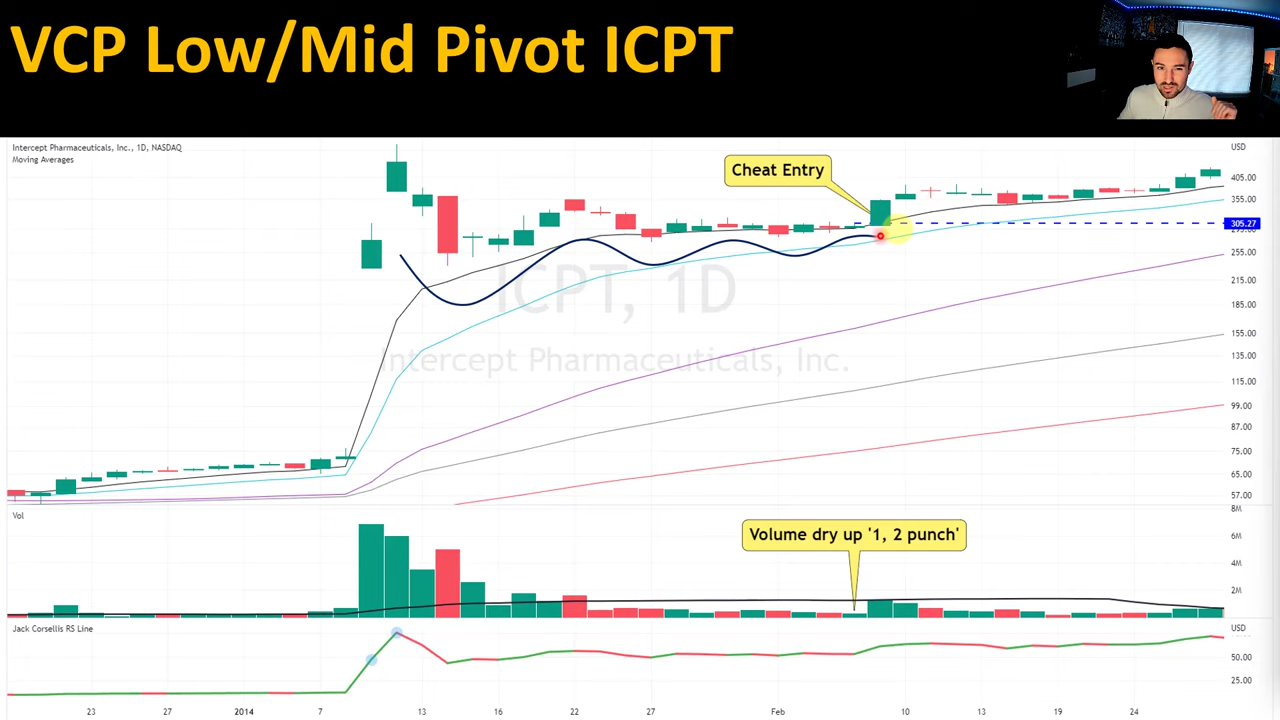 VCP Low/Mid Pivot ICPT
Intercept Pharmaceuticals, Inc., 1D, NASDAQ
Moving Averages
USD
Cheat Entry
405.00
355.00
305.27
255.00
215.00
185.00
155.00
135.00
115.00
99.00
87.00
75.00
65.00
57.00
ICPT, 1D
Intercept Pharmaceuticals, Inc.
Vol
Volume dry up '1, 2 punch'
8M
6M
4M
2M
Jack Corsellis RS Line
USD
50.00
25.00
23 27 2014 7 13 16 22 27 Feb 10 13 19 24